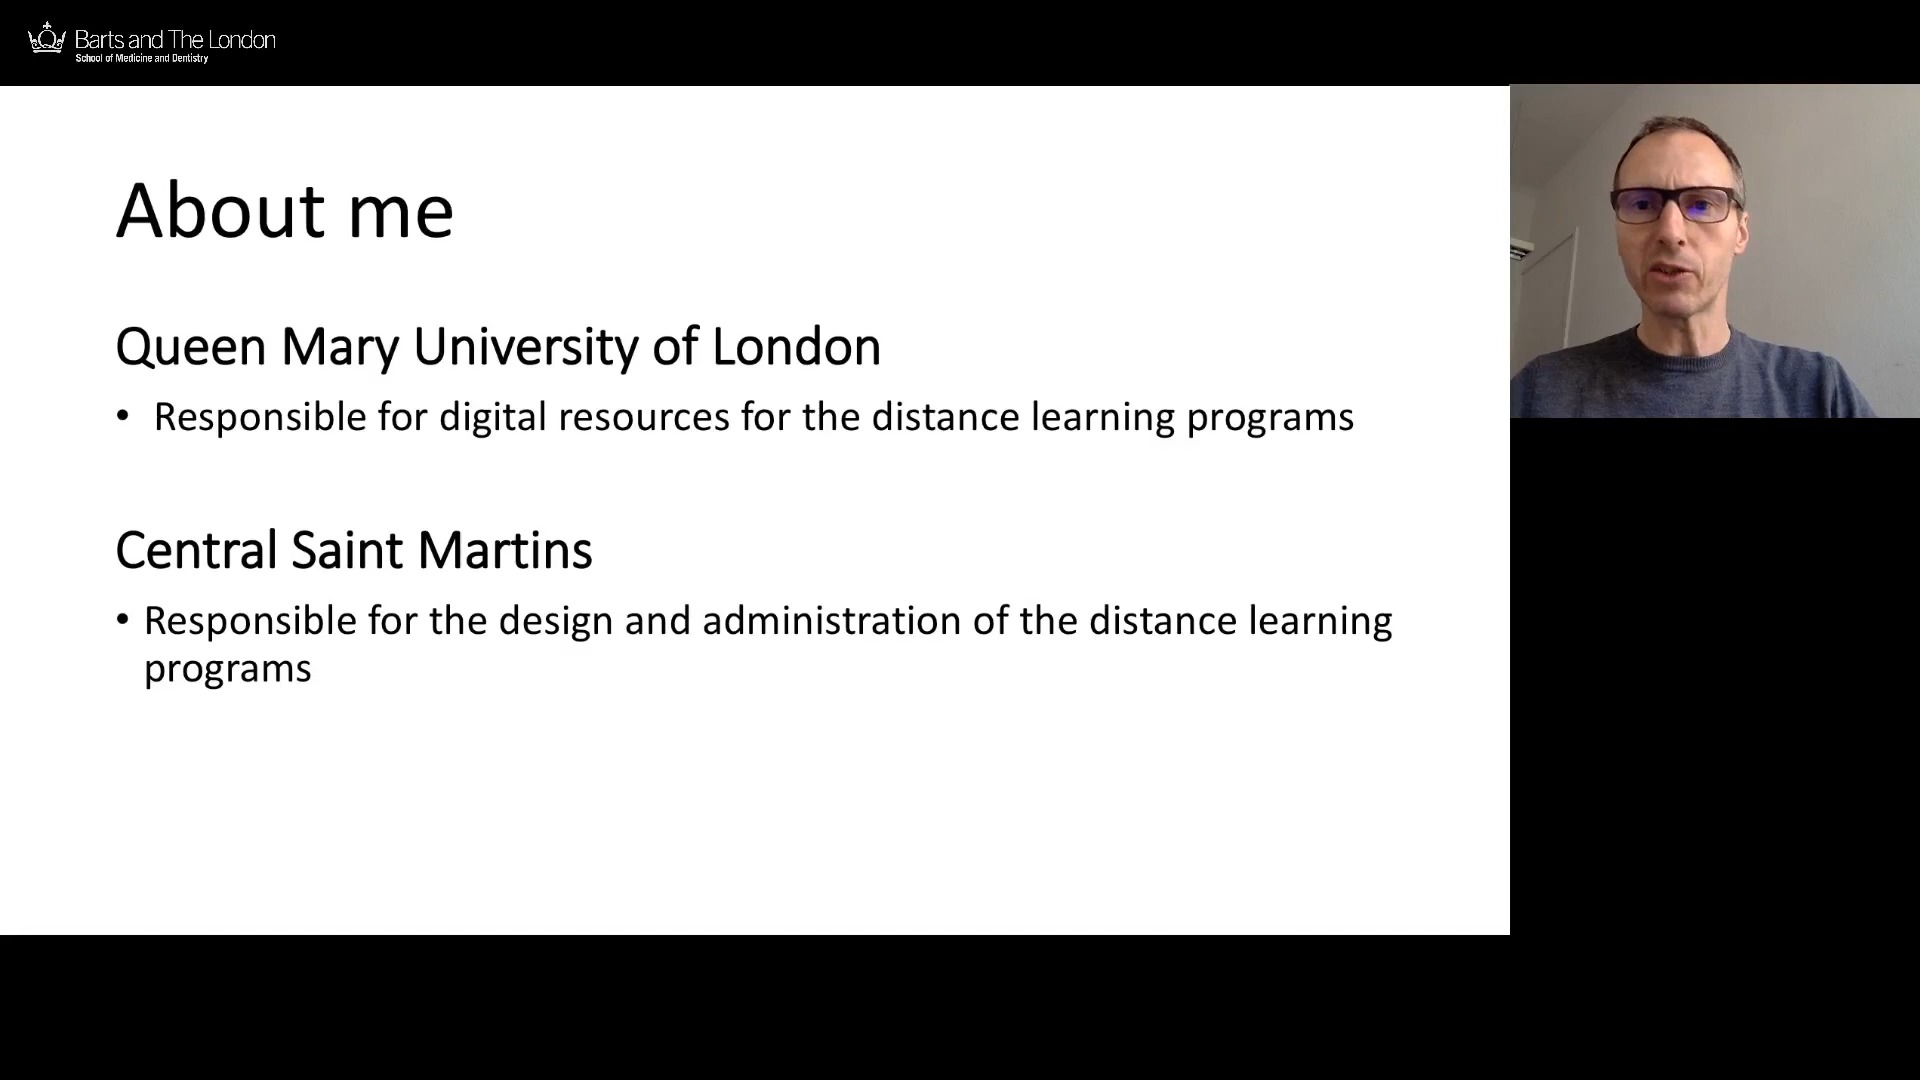 Barts and The London
School of Medicine and Dentistry
About me
Queen Mary University of London
• Responsible for digital resources for the distance learning programs
Central Saint Martins
• Responsible for the design and administration of the distance learning
programs